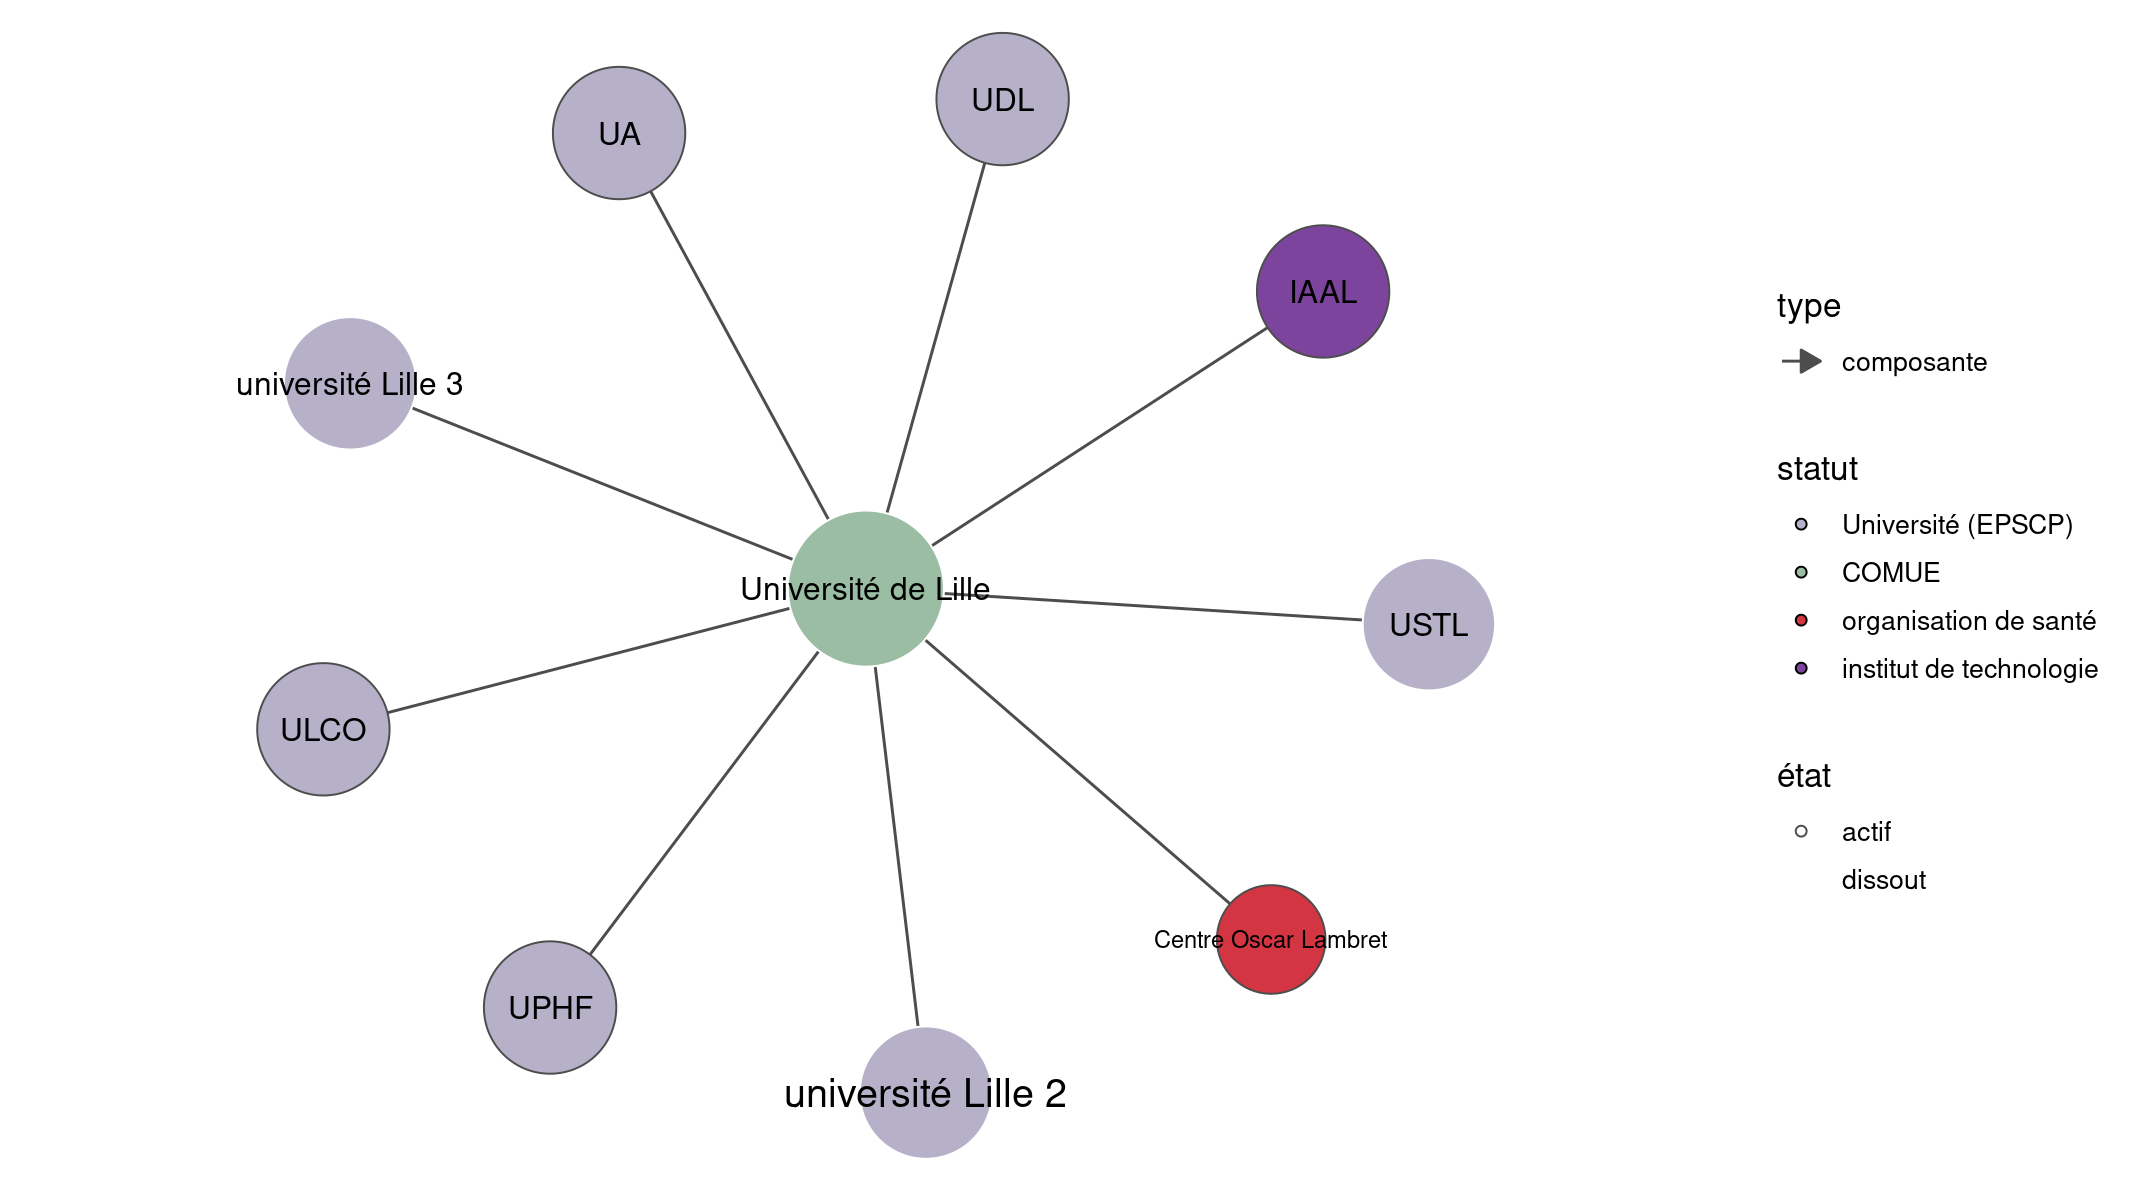 UDL
UA
IAAL
université Lille 3
Université de Lille
USTL
ULCO
Centre Oscar Lambret
UPHF
université Lille 2
type
composante
statut
Université (EPSCP)
COMUE
organisation de santé
institut de technologie
état
actif
dissout